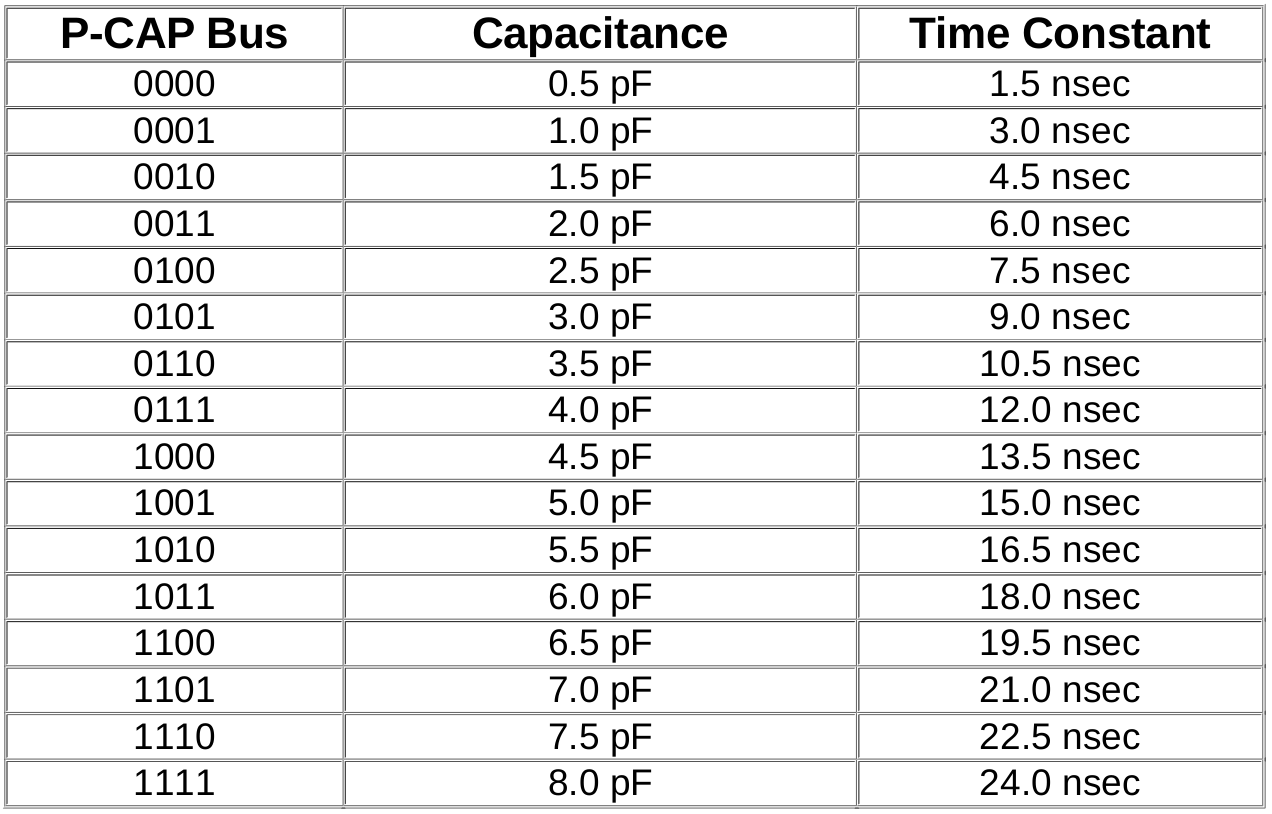 P-CAP Bus Capacitance Time Constant
0000 0.5 pF 1.5 nsec
0001 1.0 pF 3.0 nsec
0010 1.5 pF 4.5 nsec
0011 2.0 pF 6.0 nsec
0100 2.5 pF 7.5 nsec
0101 3.0 pF 9.0 nsec
0110 3.5 pF 10.5 nsec
0111 4.0 pF 12.0 nsec
1000 4.5 pF 13.5 nsec
1001 5.0 pF 15.0 nsec
1010 5.5 pF 16.5 nsec
1011 6.0 pF 18.0 nsec
1100 6.5 pF 19.5 nsec
1101 7.0 pF 21.0 nsec
1110 7.5 pF 22.5 nsec
1111 8.0 pF 24.0 nsec